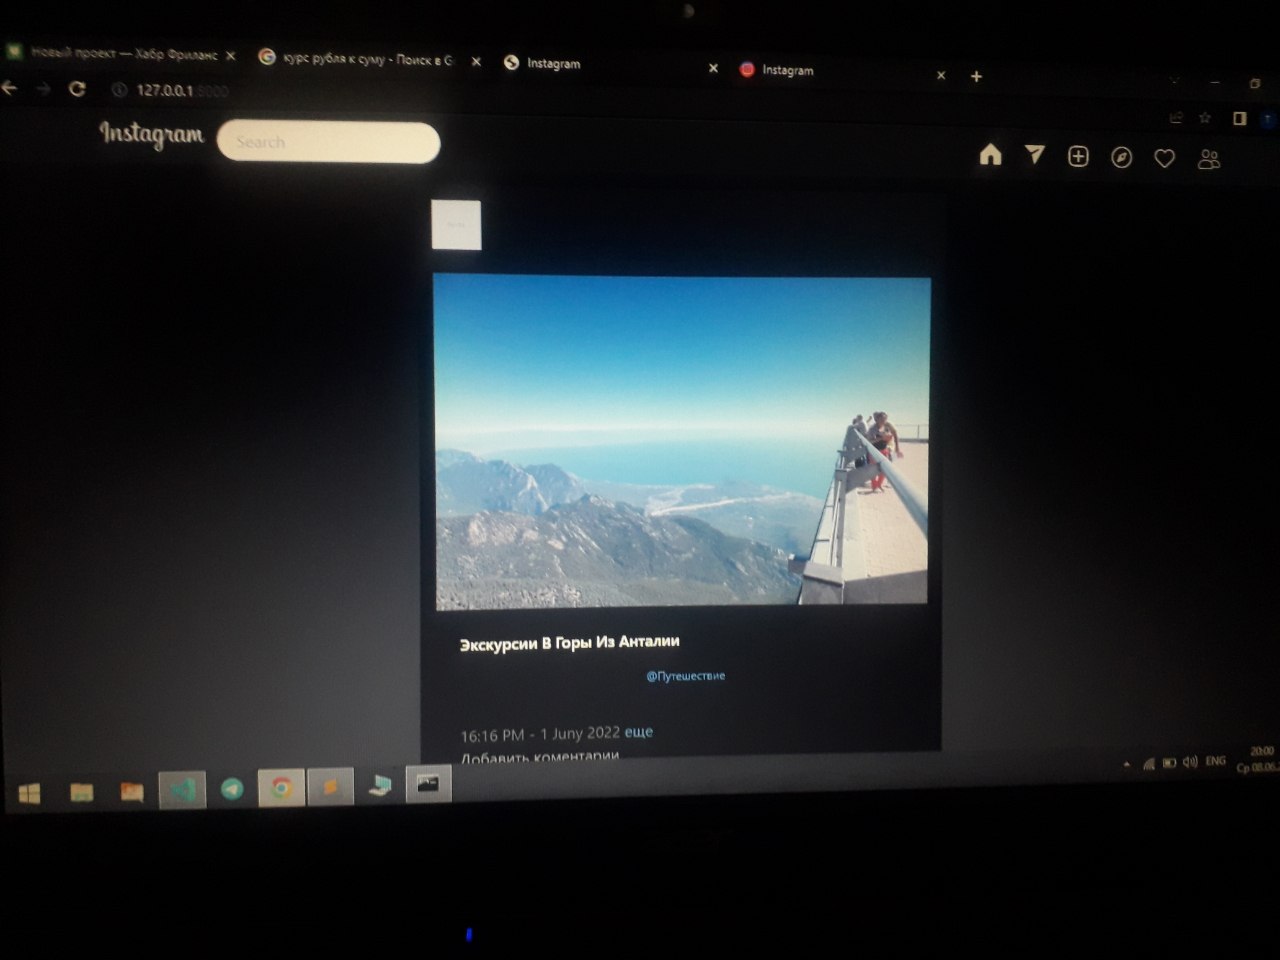 Новый проект — Хабр Фриланс
курс рубля к суму - Поиск в G
Instagram
Instagram
127.0.0.1:8000
Instagram
Search
Экскурсии В Горы Из Анталии
@Путешествие
16:16 PM - 1 Juny 2022 еще
Добавить коментарии
ENG
20:00
Ср 08.06.2